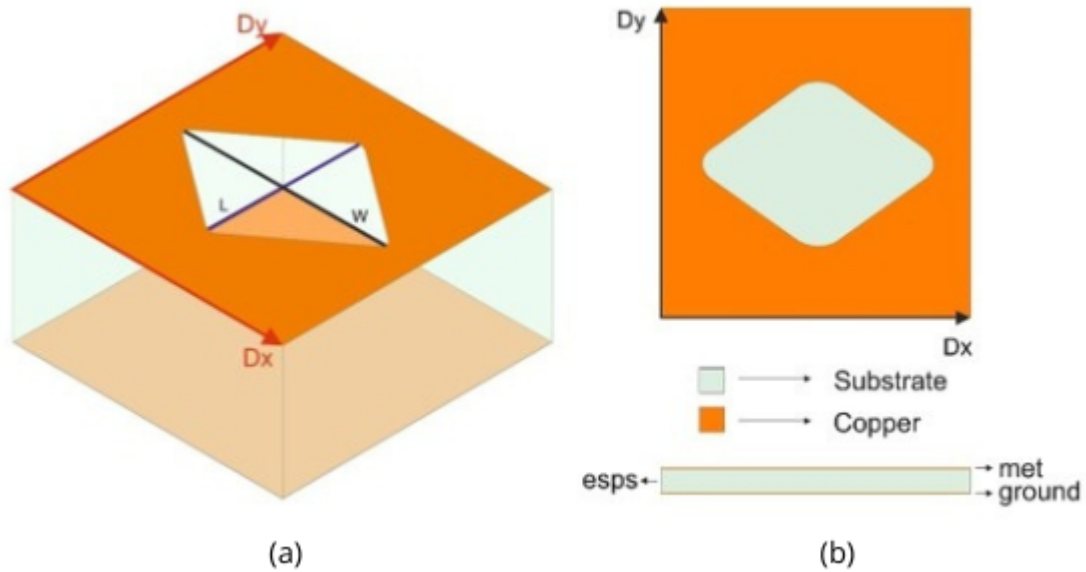 Dy
L
W
Dx
(a)
Dy
Dx
Substrate
Copper
esps
met
ground
(b)